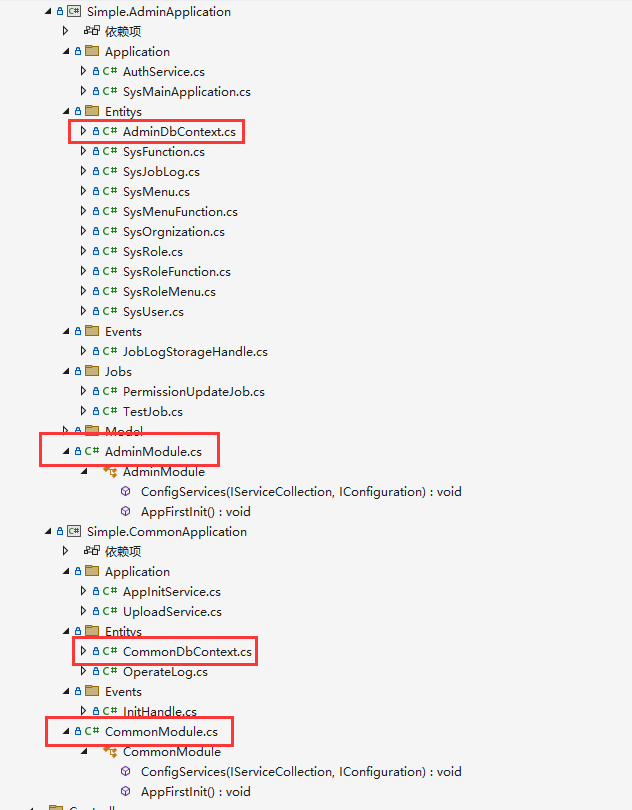 C# Simple.AdminApplication
依赖项
Application
C# AuthService.cs
C# SysMainApplication.cs
Entitys
C# AdminDbContext.cs
C# SysFunction.cs
C# SysJobLog.cs
C# SysMenu.cs
C# SysMenuFunction.cs
C# SysOrgnization.cs
C# SysRole.cs
C# SysRoleFunction.cs
C# SysRoleMenu.cs
C# SysUser.cs
Events
C# JobLogStorageHandle.cs
Jobs
C# PermissionUpdateJob.cs
C# TestJob.cs
Model
C# AdminModule.cs
AdminModule
ConfigServices(IServiceCollection, IConfiguration) : void
AppFirstInit() : void
C# Simple.CommonApplication
依赖项
Application
C# AppInitService.cs
C# UploadService.cs
Entitys
C# CommonDbContext.cs
C# OperateLog.cs
Events
C# InitHandle.cs
C# CommonModule.cs
CommonModule
ConfigServices(IServiceCollection, IConfiguration) : void
AppFirstInit() : void